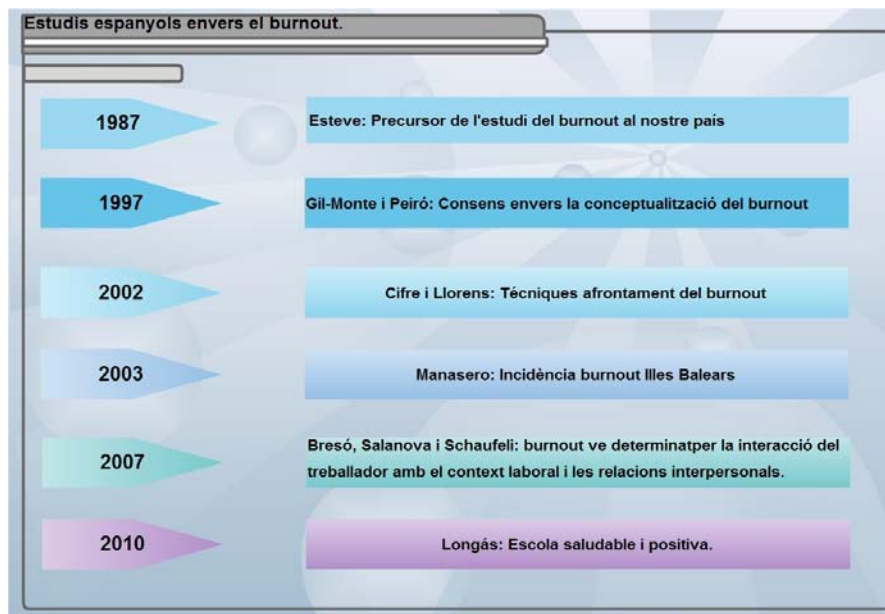 Estudis espanyols envers el burnout.
1987
Esteve: Precursor de l'estudi del burnout al nostre país
1997
Gil-Monte i Peiró: Consens envers la conceptualització del burnout
2002
Cifre i Llorens: Técniques afrontament del burnout
2003
Manasero: Incidència burnout Illes Balears
2007
Bresó, Salanova i Schaufeli: burnout ve determinatper la interacció del
treballador amb el context laboral i les relacions interpersonals.
2010
Longás: Escola saludable i positiva.